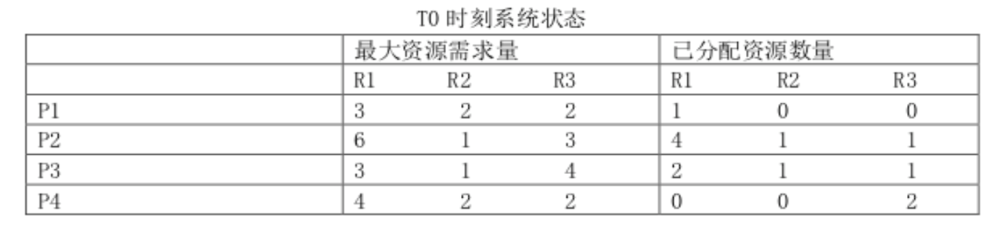 T0 时刻系统状态
最大资源需求量 已分配资源数量
R1 R2 R3 R1 R2 R3
P1 3 2 2 1 0 0
P2 6 1 3 4 1 1
P3 3 1 4 2 1 1
P4 4 2 2 0 0 2